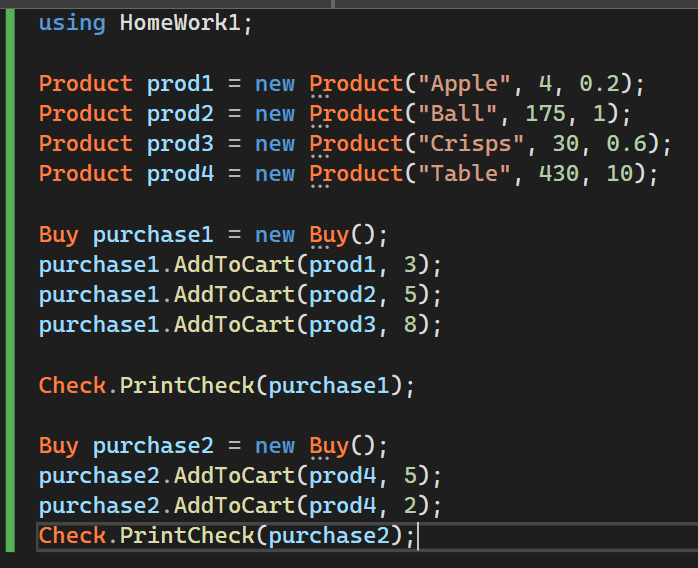 using HomeWork1;
Product prod1 = new Product("Apple", 4, 0.2);
Product prod2 = new Product("Ball", 175, 1);
Product prod3 = new Product("Crisps", 30, 0.6);
Product prod4 = new Product("Table", 430, 10);
Buy purchase1 = new Buy();
purchase1.AddToCart(prod1, 3);
purchase1.AddToCart(prod2, 5);
purchase1.AddToCart(prod3, 8);
Check.PrintCheck(purchase1);
Buy purchase2 = new Buy();
purchase2.AddToCart(prod4, 5);
purchase2.AddToCart(prod4, 2);
Check.PrintCheck(purchase2);